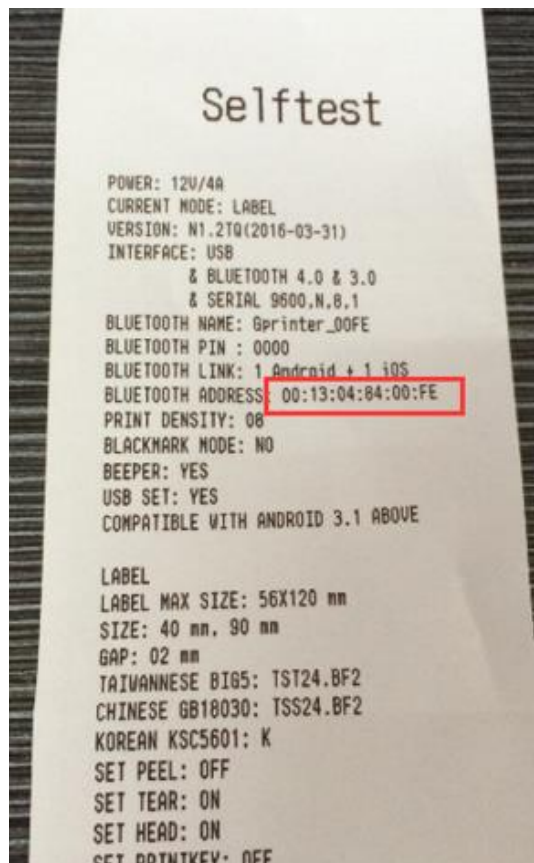 Selftest
POWER: 12V/4A
CURRENT MODE: LABEL
VERSION: N1.2TQ(2016-03-31)
INTERFACE: USB
& BLUETOOTH 4.0 & 3.0
& SERIAL 9600,N,8,1
BLUETOOTH NAME: Gprinter_00FE
BLUETOOTH PIN : 0000
BLUETOOTH LINK: 1 Android + 1 iOS
BLUETOOTH ADDRESS: 00:13:04:84:00:FE
PRINT DENSITY: 08
BLACKMARK MODE: NO
BEEPER: YES
USB SET: YES
COMPATIBLE WITH ANDROID 3.1 ABOVE
LABEL
LABEL MAX SIZE: 56X120 mm
SIZE: 40 mm, 90 mm
GAP: 02 mm
TAIWANNESE BIG5: TST24.BF2
CHINESE GB18030: TSS24.BF2
KOREAN KSC5601: K
SET PEEL: OFF
SET TEAR: ON
SET HEAD: ON
SET PRINTKEY: OFF